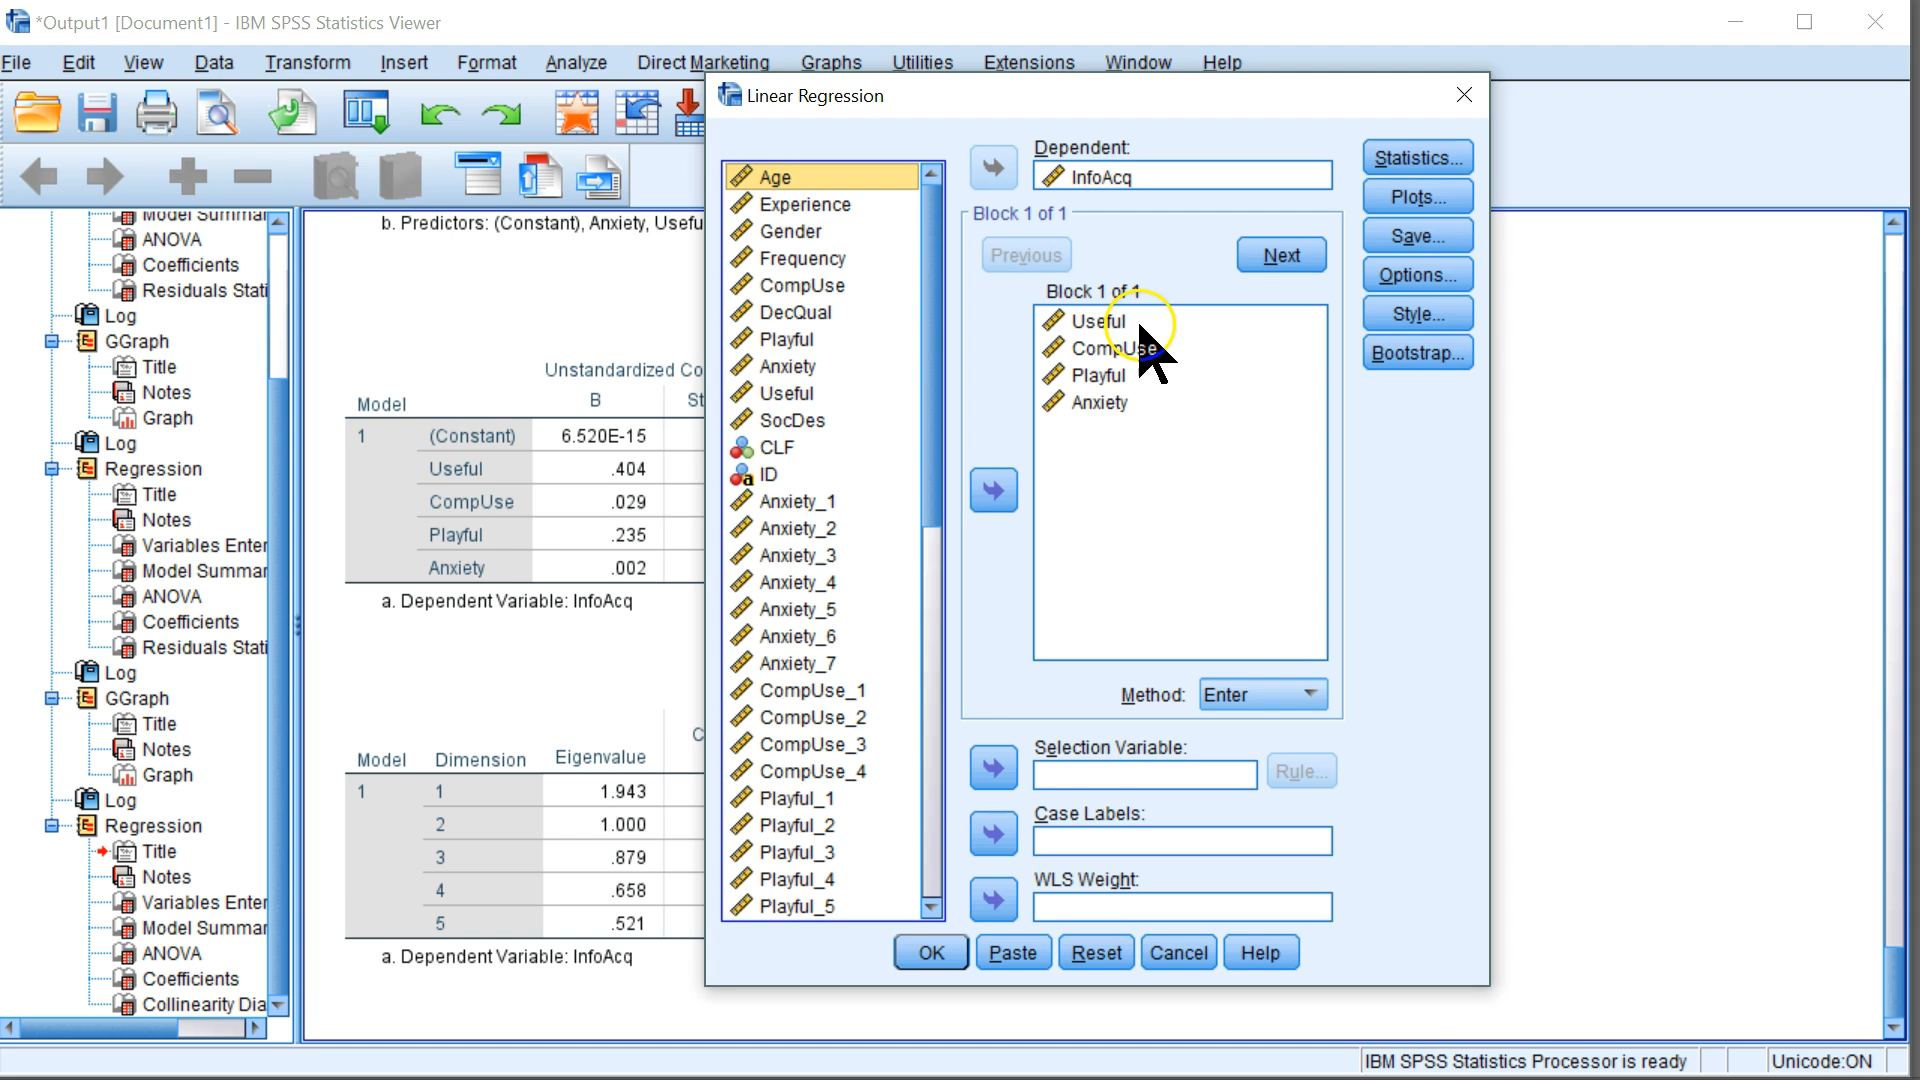 *Output1 [Document1] - IBM SPSS Statistics Viewer
File Edit View Data Transform Insert Format Analyze Direct Marketing Graphs Utilities Extensions Window Help
Model Summar
ANOVA
Coefficients
Residuals Stati
Log
GGraph
Title
Notes
Graph
Log
Regression
Title
Notes
Variables Enter
Model Summar
ANOVA
Coefficients
Residuals Stati
Log
GGraph
Title
Notes
Graph
Log
Regression
Title
Notes
Variables Enter
Model Summar
ANOVA
Coefficients
Collinearity Dia
b. Predictors: (Constant), Anxiety, Usefu
Unstandardized Co
Model B St
1 (Constant) 6.520E-15
Useful .404
CompUse .029
Playful .235
Anxiety .002
a. Dependent Variable: InfoAcq
C
Model Dimension Eigenvalue
1 1 1.943
2 1.000
3 .879
4 .658
5 .521
a. Dependent Variable: InfoAcq
Linear Regression
Age
Experience
Gender
Frequency
CompUse
DecQual
Playful
Anxiety
Useful
SocDes
CLF
a ID
Anxiety_1
Anxiety_2
Anxiety_3
Anxiety_4
Anxiety_5
Anxiety_6
Anxiety_7
CompUse_1
CompUse_2
CompUse_3
CompUse_4
Playful_1
Playful_2
Playful_3
Playful_4
Playful_5
Dependent:
InfoAcq
Block 1 of 1
Previous Next
Block 1 of 1
Useful
CompUse
Playful
Anxiety
Method: Enter
Selection Variable:
Rule...
Case Labels:
WLS Weight:
Statistics...
Plots...
Save...
Options...
Style...
Bootstrap...
OK Paste Reset Cancel Help
IBM SPSS Statistics Processor is ready Unicode:ON